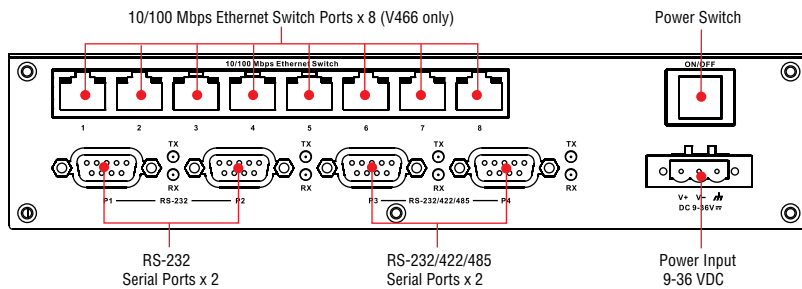 10/100 Mbps Ethernet Switch Ports x 8 (V466 only)
Power Switch
10/100 Mbps Ethernet Switch
ON/OFF
1 2 3 4 5 6 7 8
TX TX TX TX
RX RX RX RX
P1 RS-232 P2 P3 RS-232/422/485 P4
V+ V−
DC 9-36V
RS-232
Serial Ports x 2
RS-232/422/485
Serial Ports x 2
Power Input
9-36 VDC